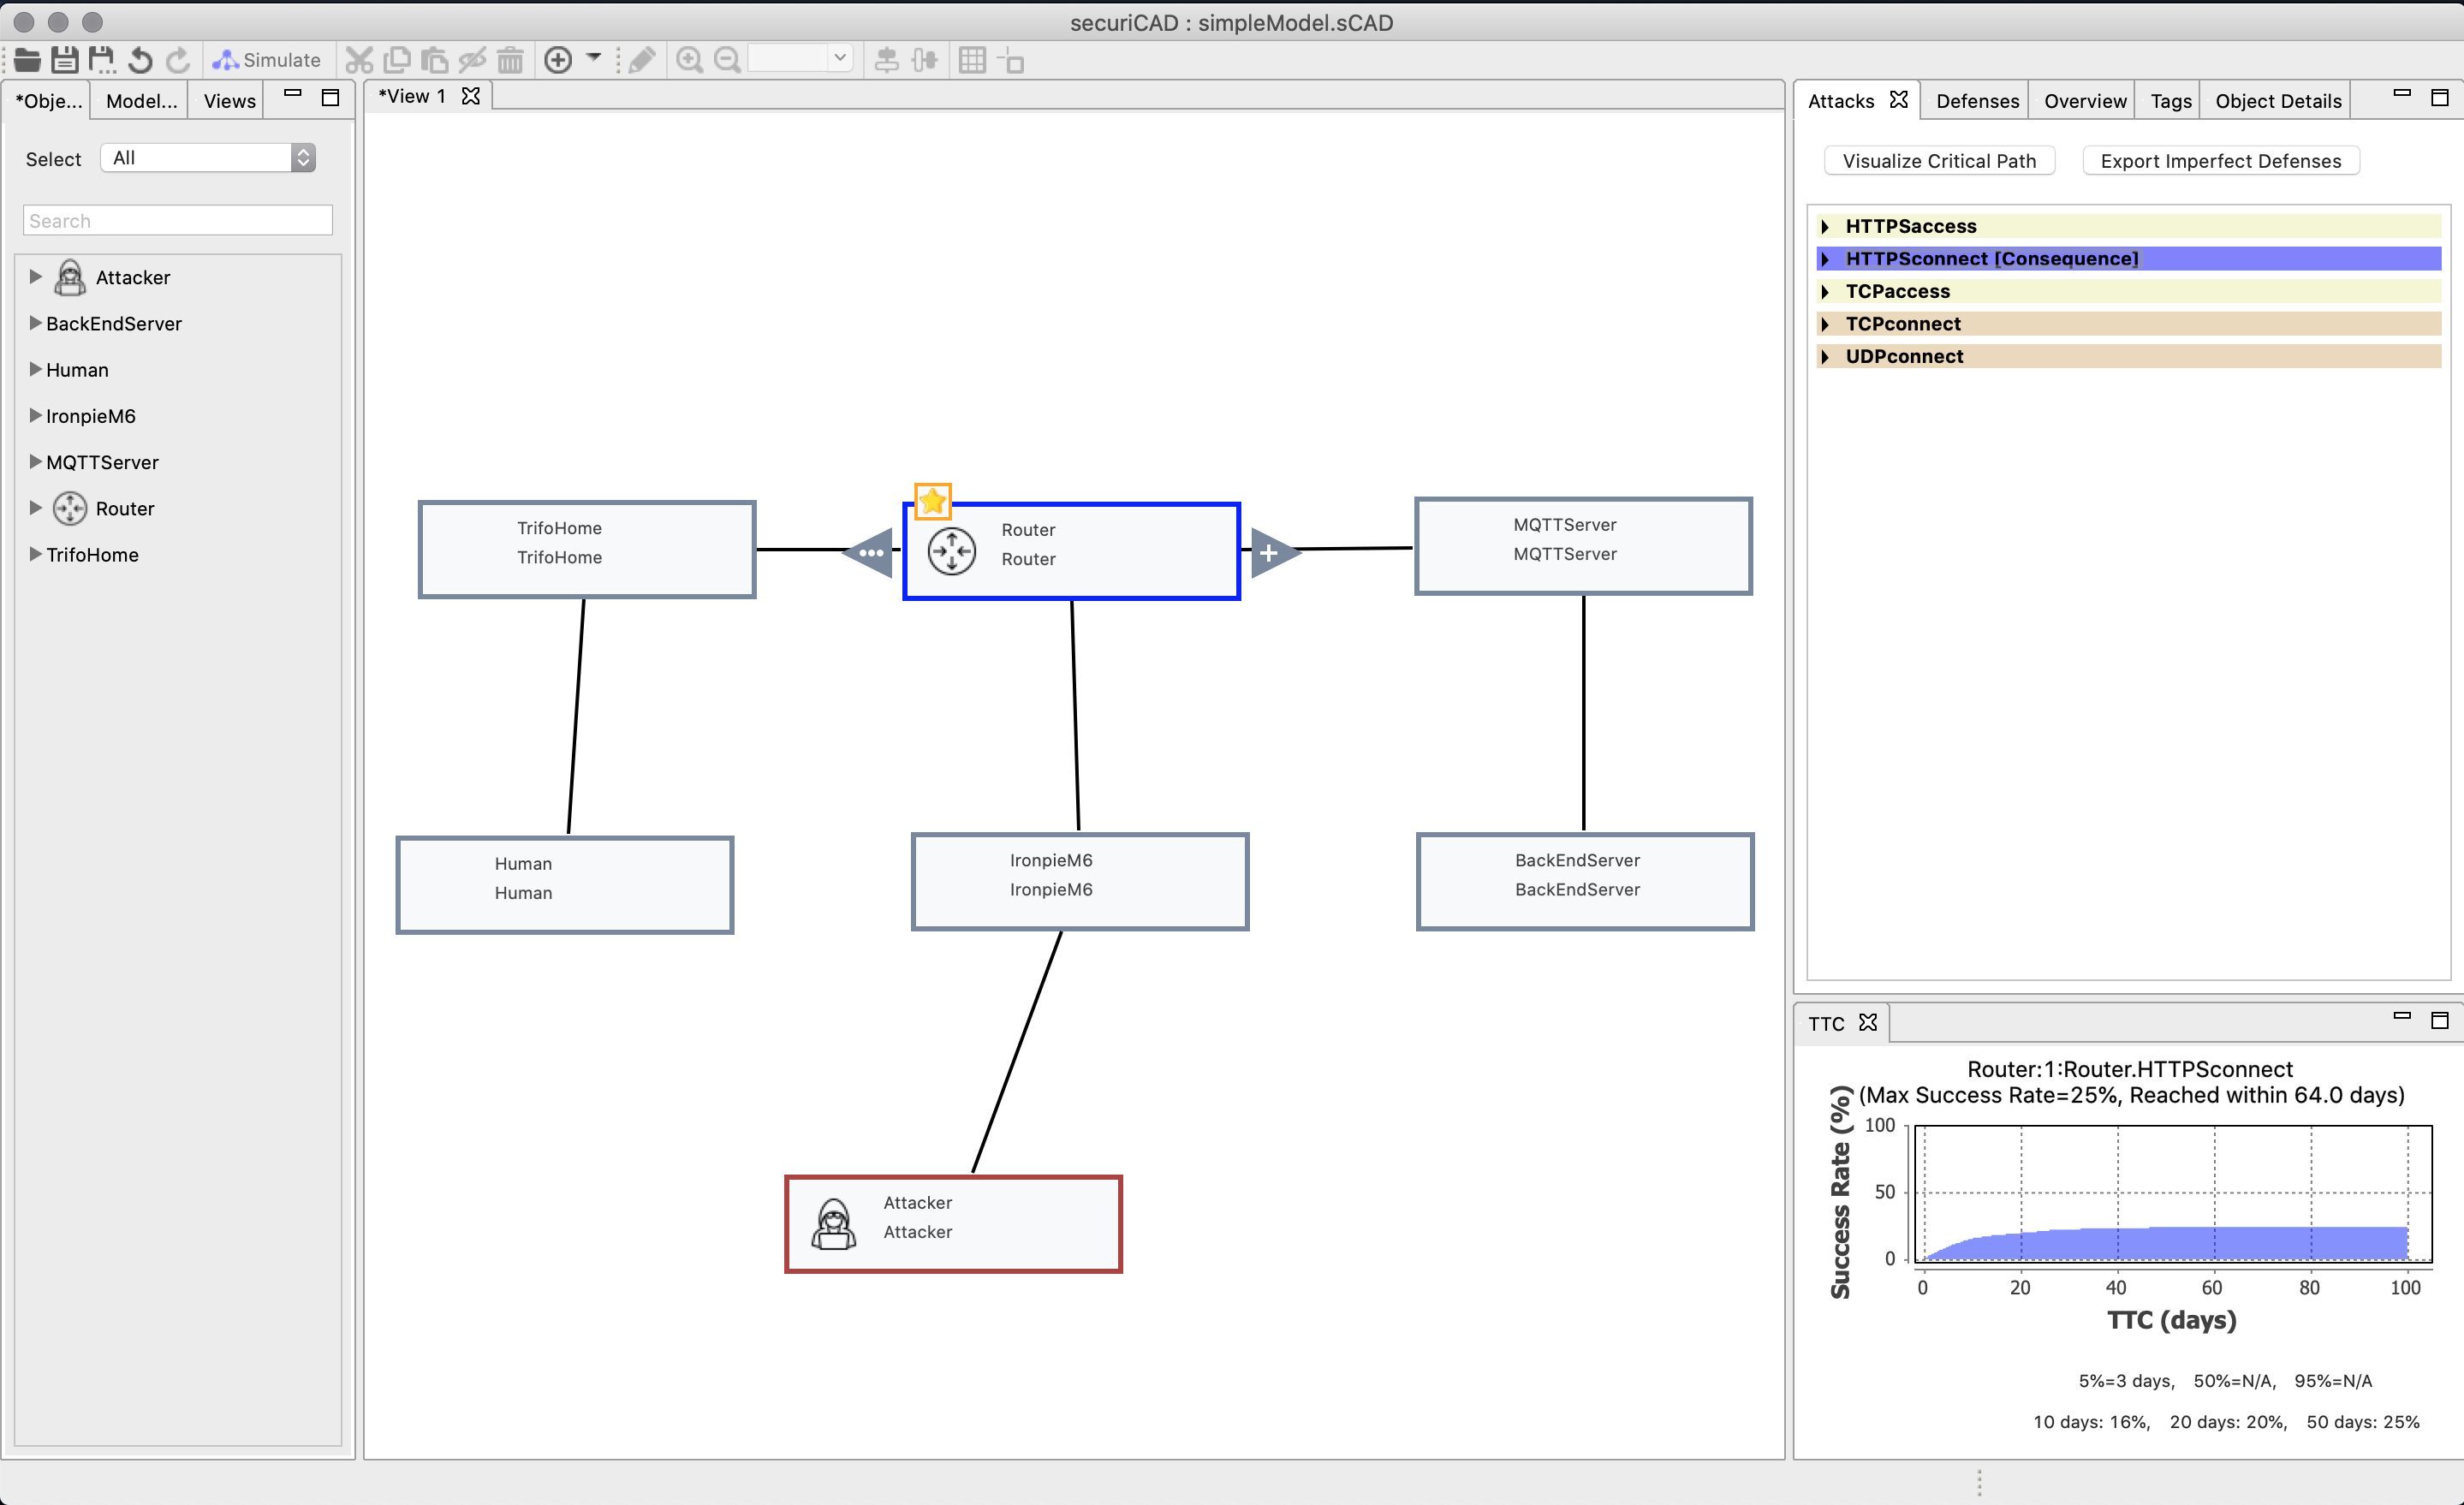 securiCAD : simpleModel.sCAD
Simulate
*Obje... Model... Views
Select All
Search
Attacker
BackEndServer
Human
IronpieM6
MQTTServer
Router
TrifoHome
*View 1
TrifoHome
TrifoHome
Router
Router
MQTTServer
MQTTServer
Human
Human
IronpieM6
IronpieM6
BackEndServer
BackEndServer
Attacker
Attacker
Attacks Defenses Overview Tags Object Details
Visualize Critical Path Export Imperfect Defenses
HTTPSaccess
HTTPSconnect [Consequence]
TCPaccess
TCPconnect
UDPconnect
TTC
Router:1:Router.HTTPSconnect
(Max Success Rate=25%, Reached within 64.0 days)
Success Rate (%)
100
50
0
0 20 40 60 80 100
TTC (days)
5%=3 days, 50%=N/A, 95%=N/A
10 days: 16%, 20 days: 20%, 50 days: 25%